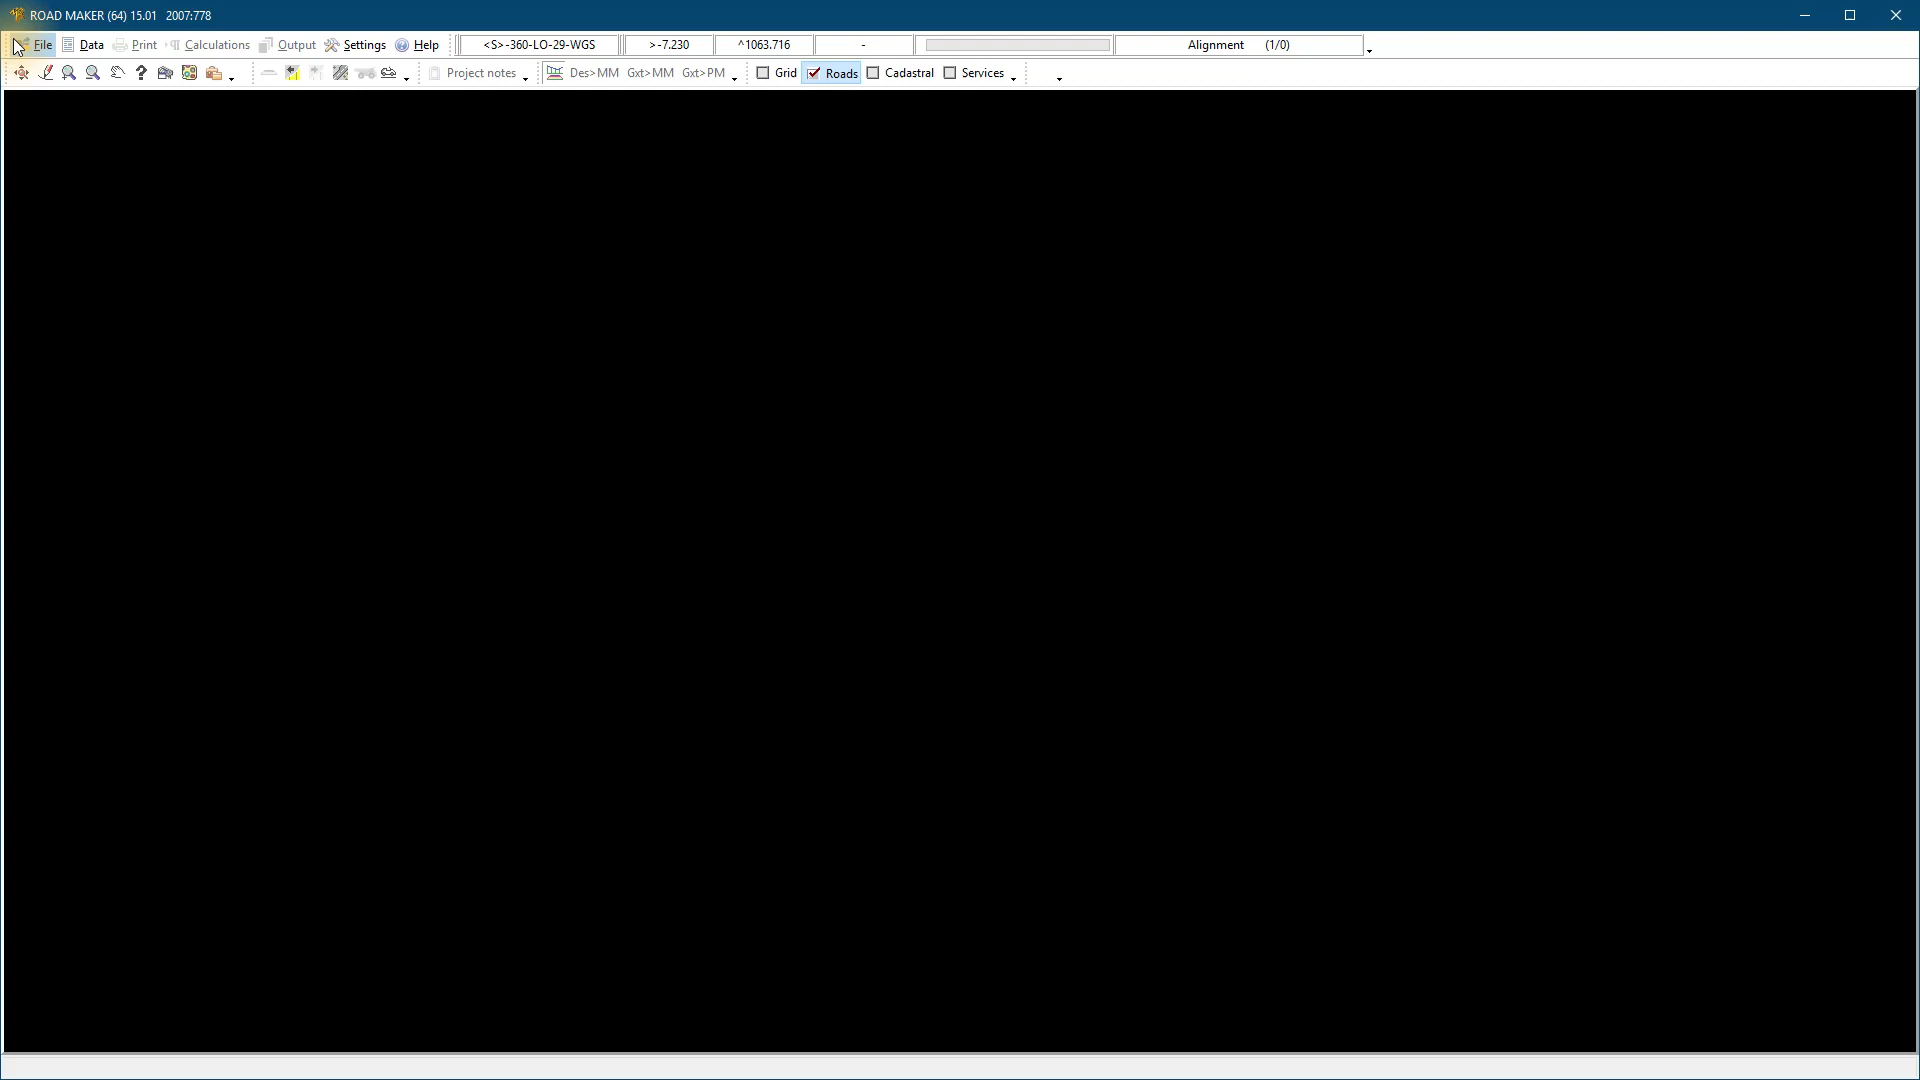 ROAD MAKER (64) 15.01 2007:778
File Data Print Calculations Output Settings Help <S>-360-LO-29-WGS >-7.230 ^1063.716 - Alignment (1/0)
Project notes Des>MM Gxt>MM Gxt>PM Grid Roads Cadastral Services